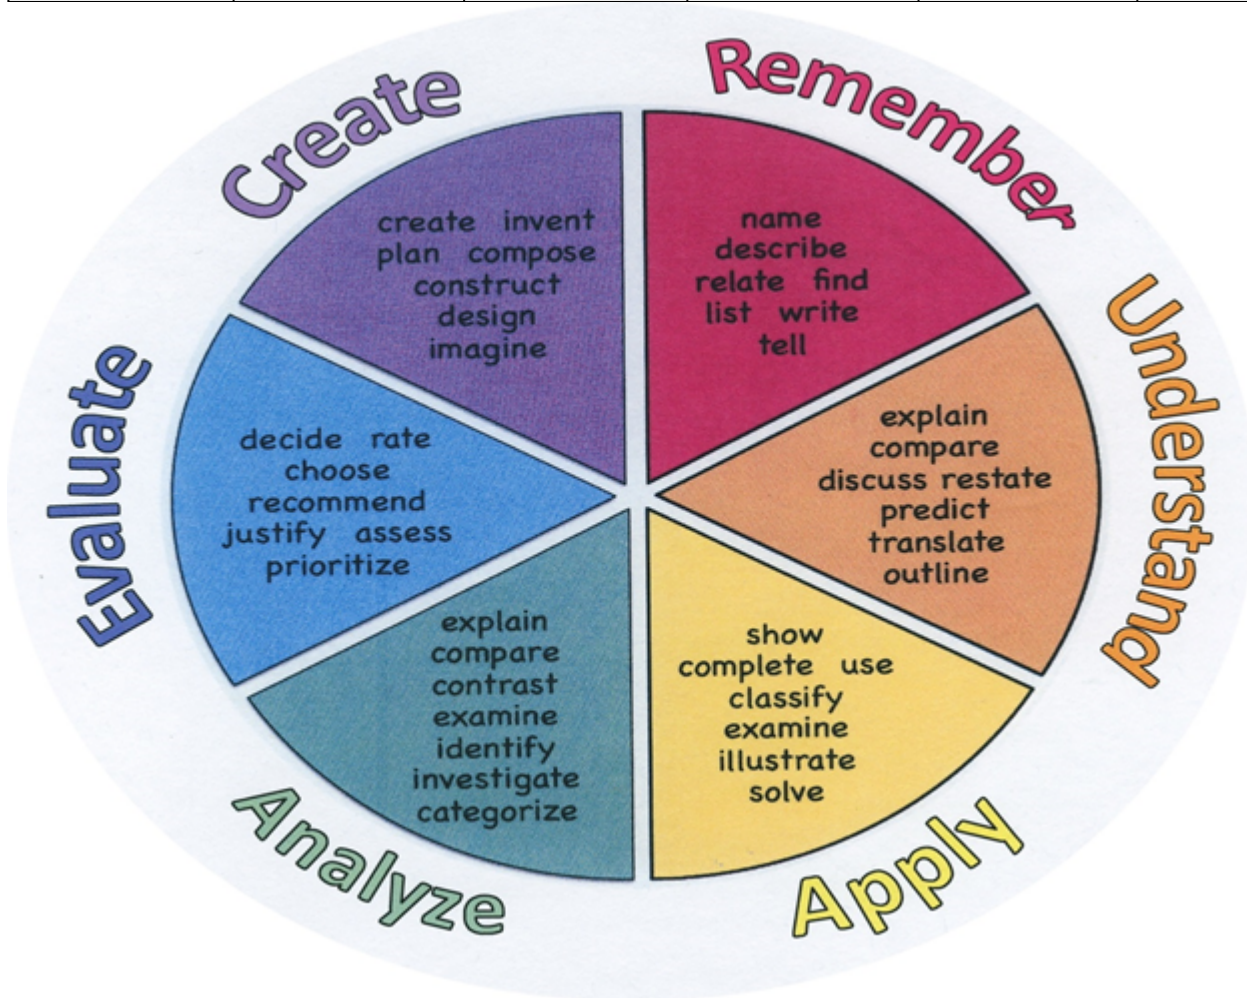 Remember
name
describe
relate find
list write
tell
Understand
explain
compare
discuss restate
predict
translate
outline
Apply
show
complete use
classify
examine
illustrate
solve
Analyze
explain
compare
contrast
examine
identify
investigate
categorize
Evaluate
decide rate
choose
recommend
justify assess
prioritize
Create
create invent
plan compose
construct
design
imagine